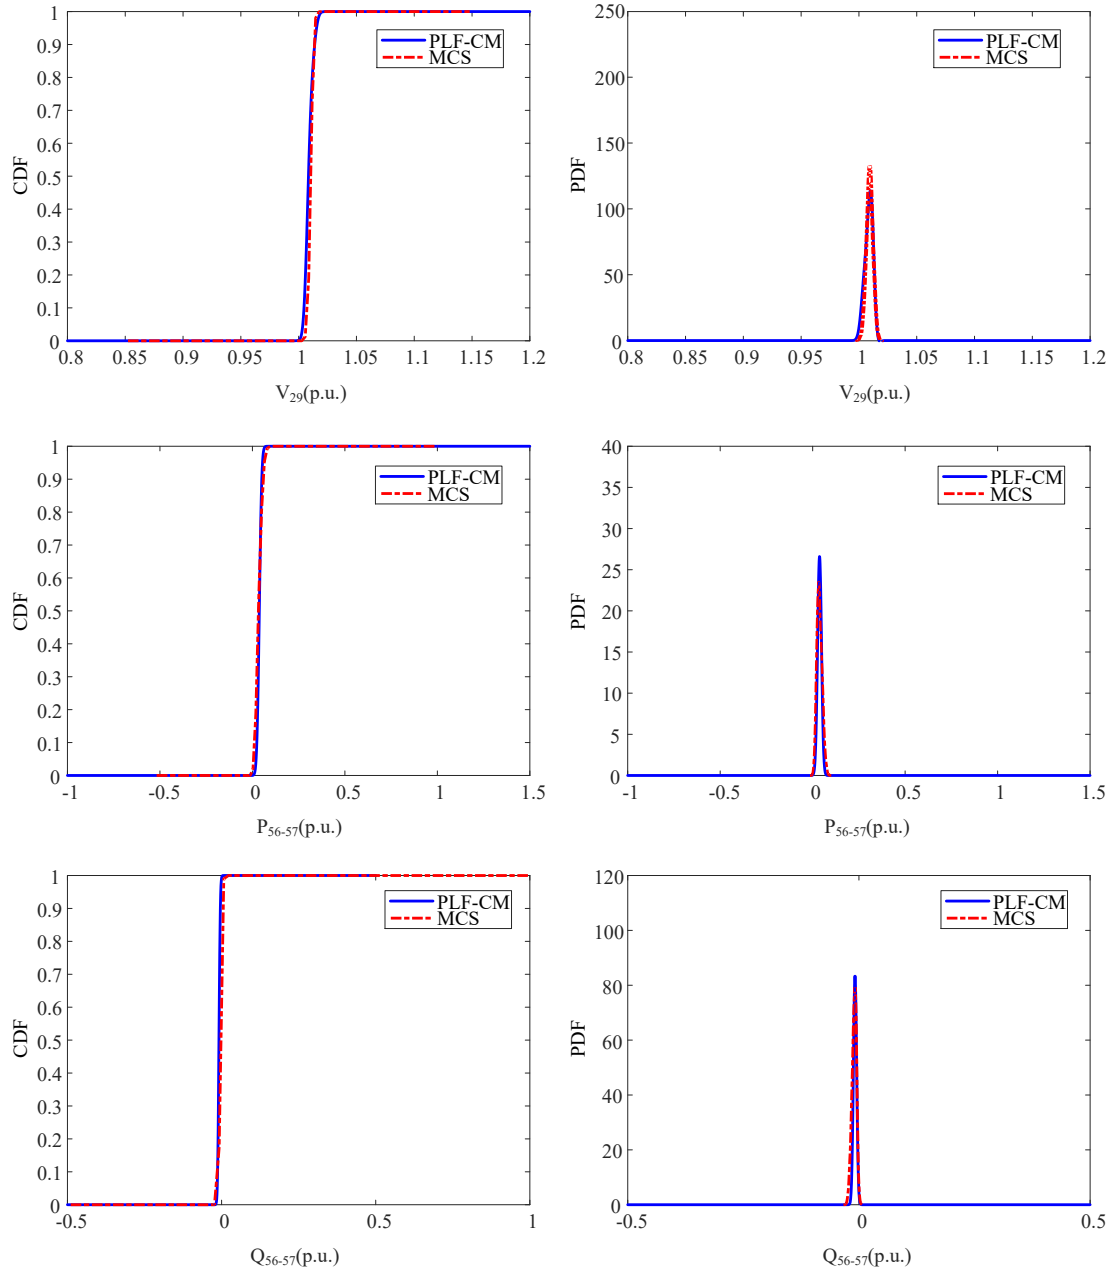 1
0.9
0.8
0.7
0.6
0.5
0.4
0.3
0.2
0.1
0
CDF
PLF-CM
MCS
0.8 0.85 0.9 0.95 1 1.05 1.1 1.15 1.2
V29(p.u.)
250
200
150
100
50
0
PDF
PLF-CM
MCS
0.8 0.85 0.9 0.95 1 1.05 1.1 1.15 1.2
V29(p.u.)
1
0.9
0.8
0.7
0.6
0.5
0.4
0.3
0.2
0.1
0
CDF
PLF-CM
MCS
-1 -0.5 0 0.5 1 1.5
P56-57(p.u.)
40
35
30
25
20
15
10
5
0
PDF
PLF-CM
MCS
-1 -0.5 0 0.5 1 1.5
P56-57(p.u.)
1
0.9
0.8
0.7
0.6
0.5
0.4
0.3
0.2
0.1
0
CDF
PLF-CM
MCS
-0.5 0 0.5 1
Q56-57(p.u.)
120
100
80
60
40
20
0
PDF
PLF-CM
MCS
-0.5 0 0.5
Q56-57(p.u.)